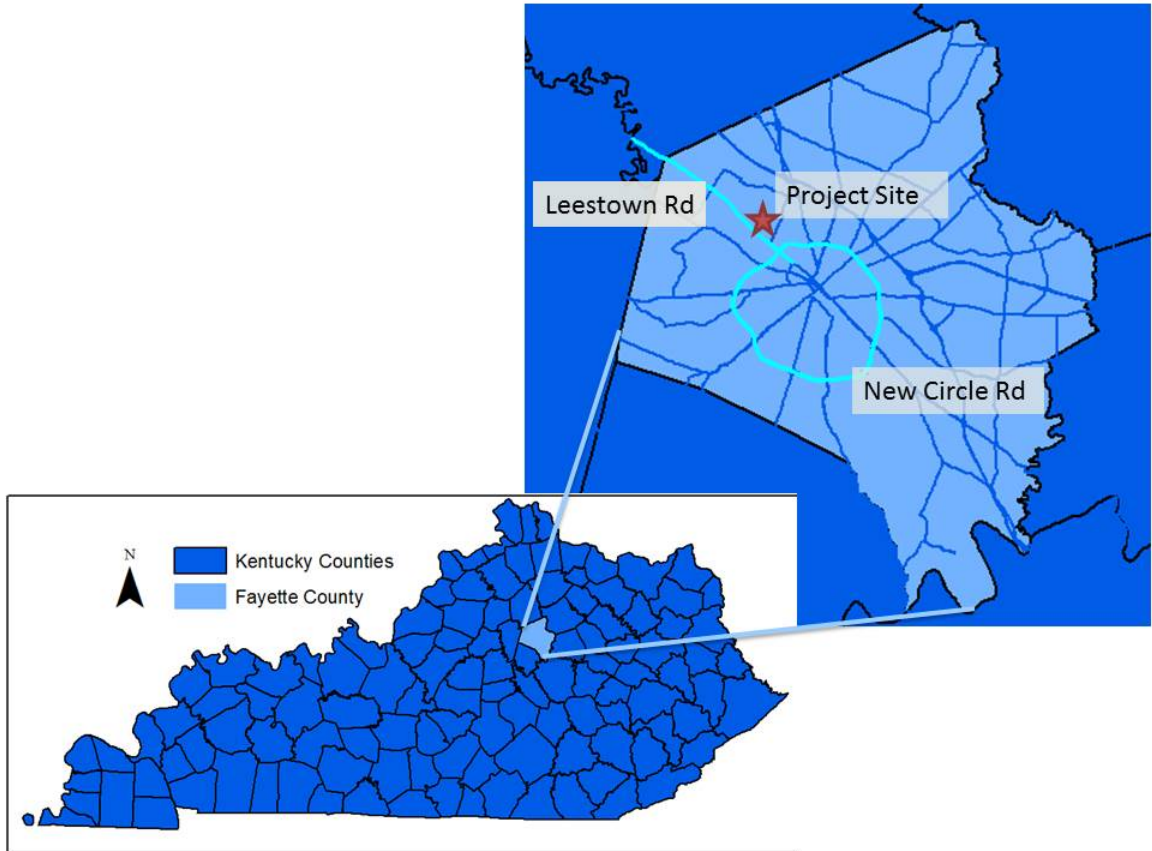 Project Site
Leestown Rd
New Circle Rd
N
Kentucky Counties
Fayette County